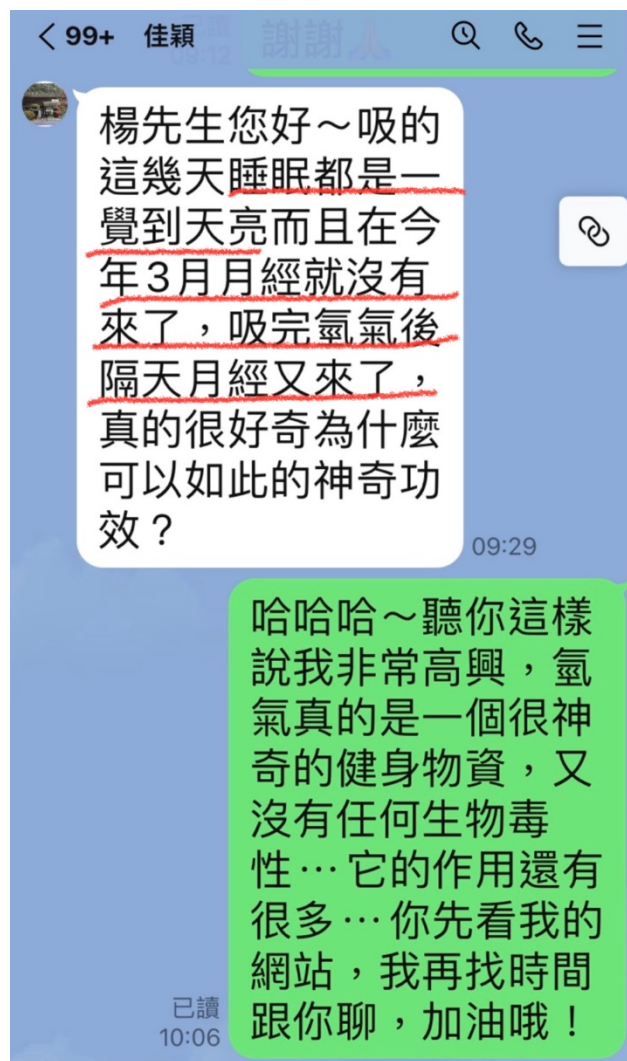 99+ 佳穎
謝謝
已讀
09:12
楊先生您好～吸的
這幾天睡眠都是一
覺到天亮而且在今
年3月月經就沒有
來了，吸完氫氣後
隔天月經又來了，
真的很好奇為什麼
可以如此的神奇功
效？
09:29
哈哈哈～聽你這樣
說我非常高興，氫
氣真的是一個很神
奇的健身物資，又
沒有任何生物毒
性⋯它的作用還有
很多⋯你先看我的
網站，我再找時間
跟你聊，加油哦！
已讀
10:06